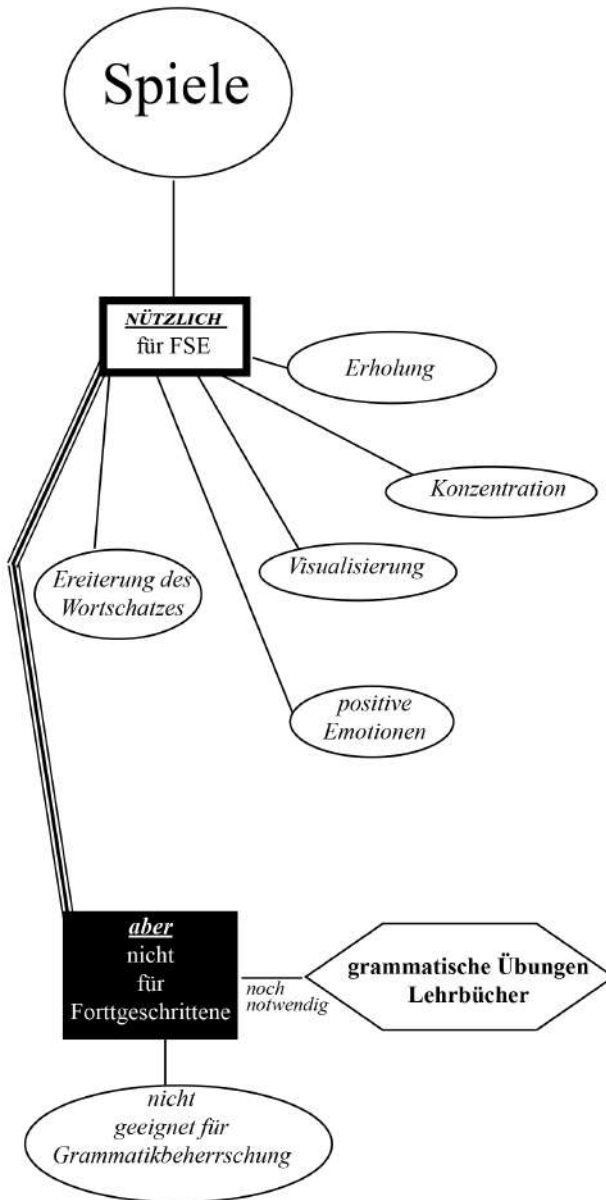 Spiele
NÜTZLICH
für FSE
Erholung
Konzentration
Visualisierung
Ereiterung des
Wortschatzes
positive
Emotionen
aber
nicht
für
Forttgeschrittene
noch
notwendig
grammatische Übungen
Lehrbücher
nicht
geeignet für
Grammatikbeherrschung